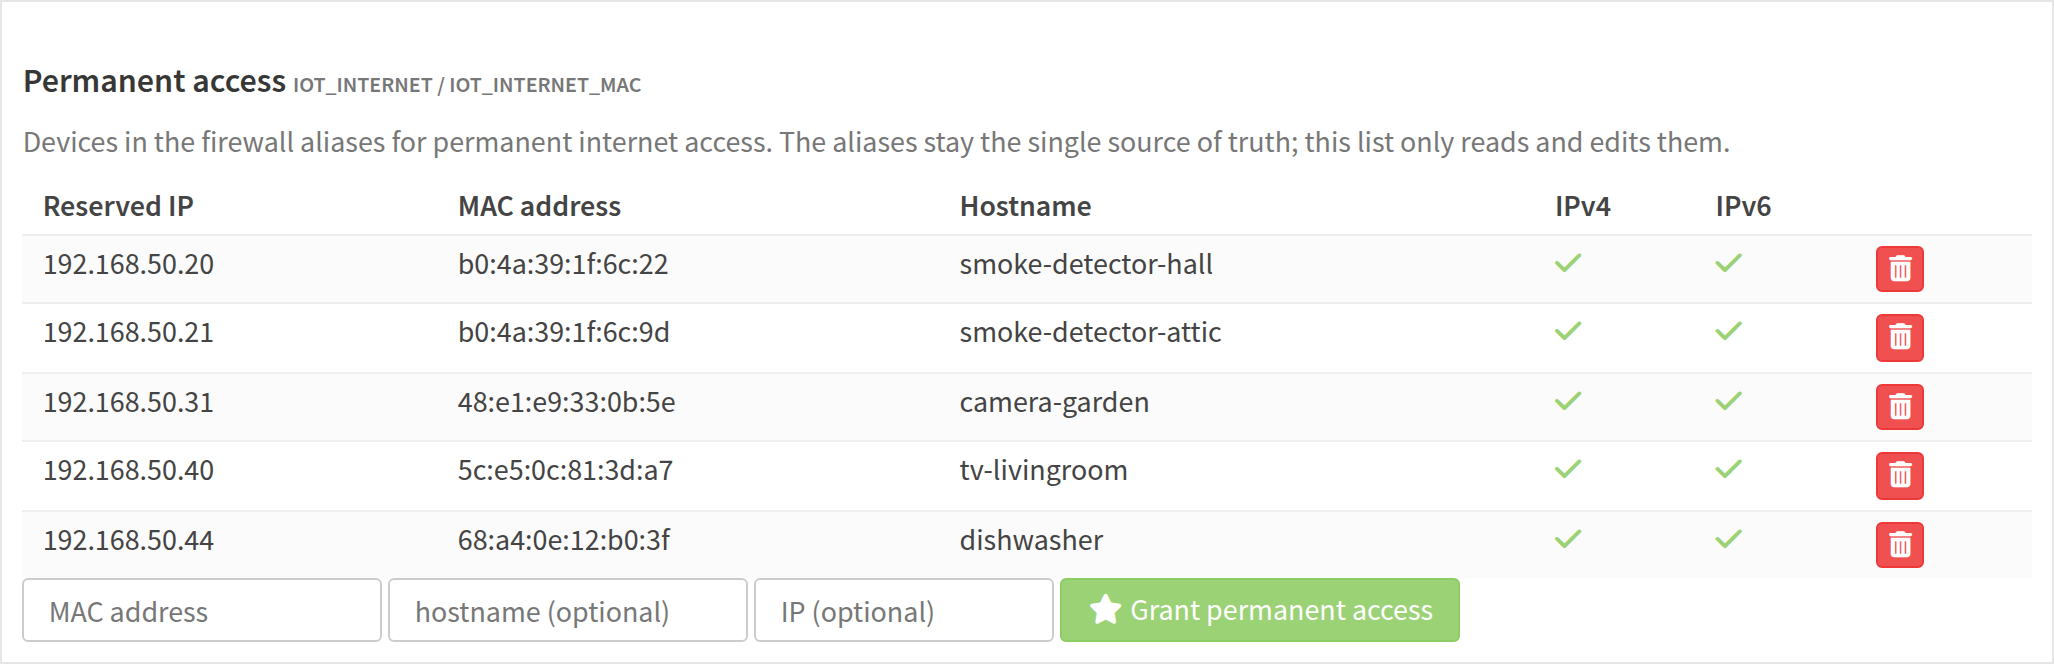 Permanent access IOT_INTERNET / IOT_INTERNET_MAC
Devices in the firewall aliases for permanent internet access. The aliases stay the single source of truth; this list only reads and edits them.
Reserved IP MAC address Hostname IPv4 IPv6
192.168.50.20 b0:4a:39:1f:6c:22 smoke-detector-hall
192.168.50.21 b0:4a:39:1f:6c:9d smoke-detector-attic
192.168.50.31 48:e1:e9:33:0b:5e camera-garden
192.168.50.40 5c:e5:0c:81:3d:a7 tv-livingroom
192.168.50.44 68:a4:0e:12:b0:3f dishwasher
MAC address hostname (optional) IP (optional) Grant permanent access